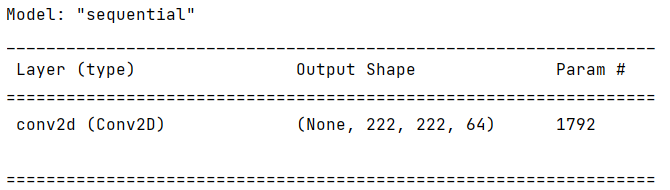 Model: "sequential"
_________________________________________________________________
Layer (type) Output Shape Param #
=================================================================
conv2d (Conv2D) (None, 222, 222, 64) 1792
=================================================================